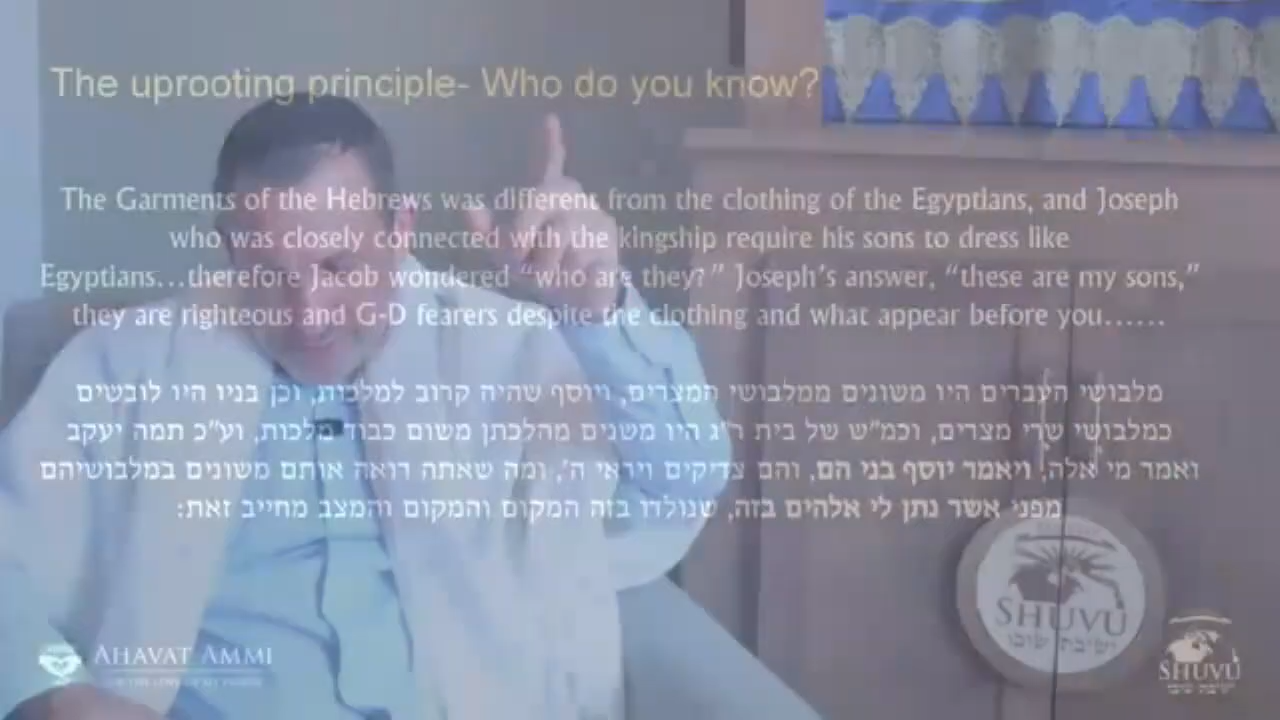 The uprooting principle- Who do you know?
The Garments of the Hebrews was different from the clothing of the Egyptians, and Joseph
who was closely connected with the kingship require his sons to dress like
Egyptians...therefore Jacob wondered “who are they?” Joseph's answer, “these are my sons,”
they are righteous and G-D fearers despite the clothing and what appear before you......
מלבושי העברים היו משונים ממלבושי המצרים, ויוסף שהיה קרוב למלכות, וכן בניו היו לובשים
כמלבושי שרי מצרים, וכמ"ש של בית ר"ג היו משנים מהלכתן משום כבוד מלכות, וע"כ תמה יעקב
ואמר מי אלה, ויאמר יוסף בני הם, והם צדיקים ויראי ה', ומה שאתה רואה אותם משונים במלבושיהם
מפני אשר נתן לי אלהים בזה, שנולדו בזה המקום והמקום והמצב מחייב זאת:
SHUVU
ישיבת שובו
AHAVAT AMMI
SHUVU